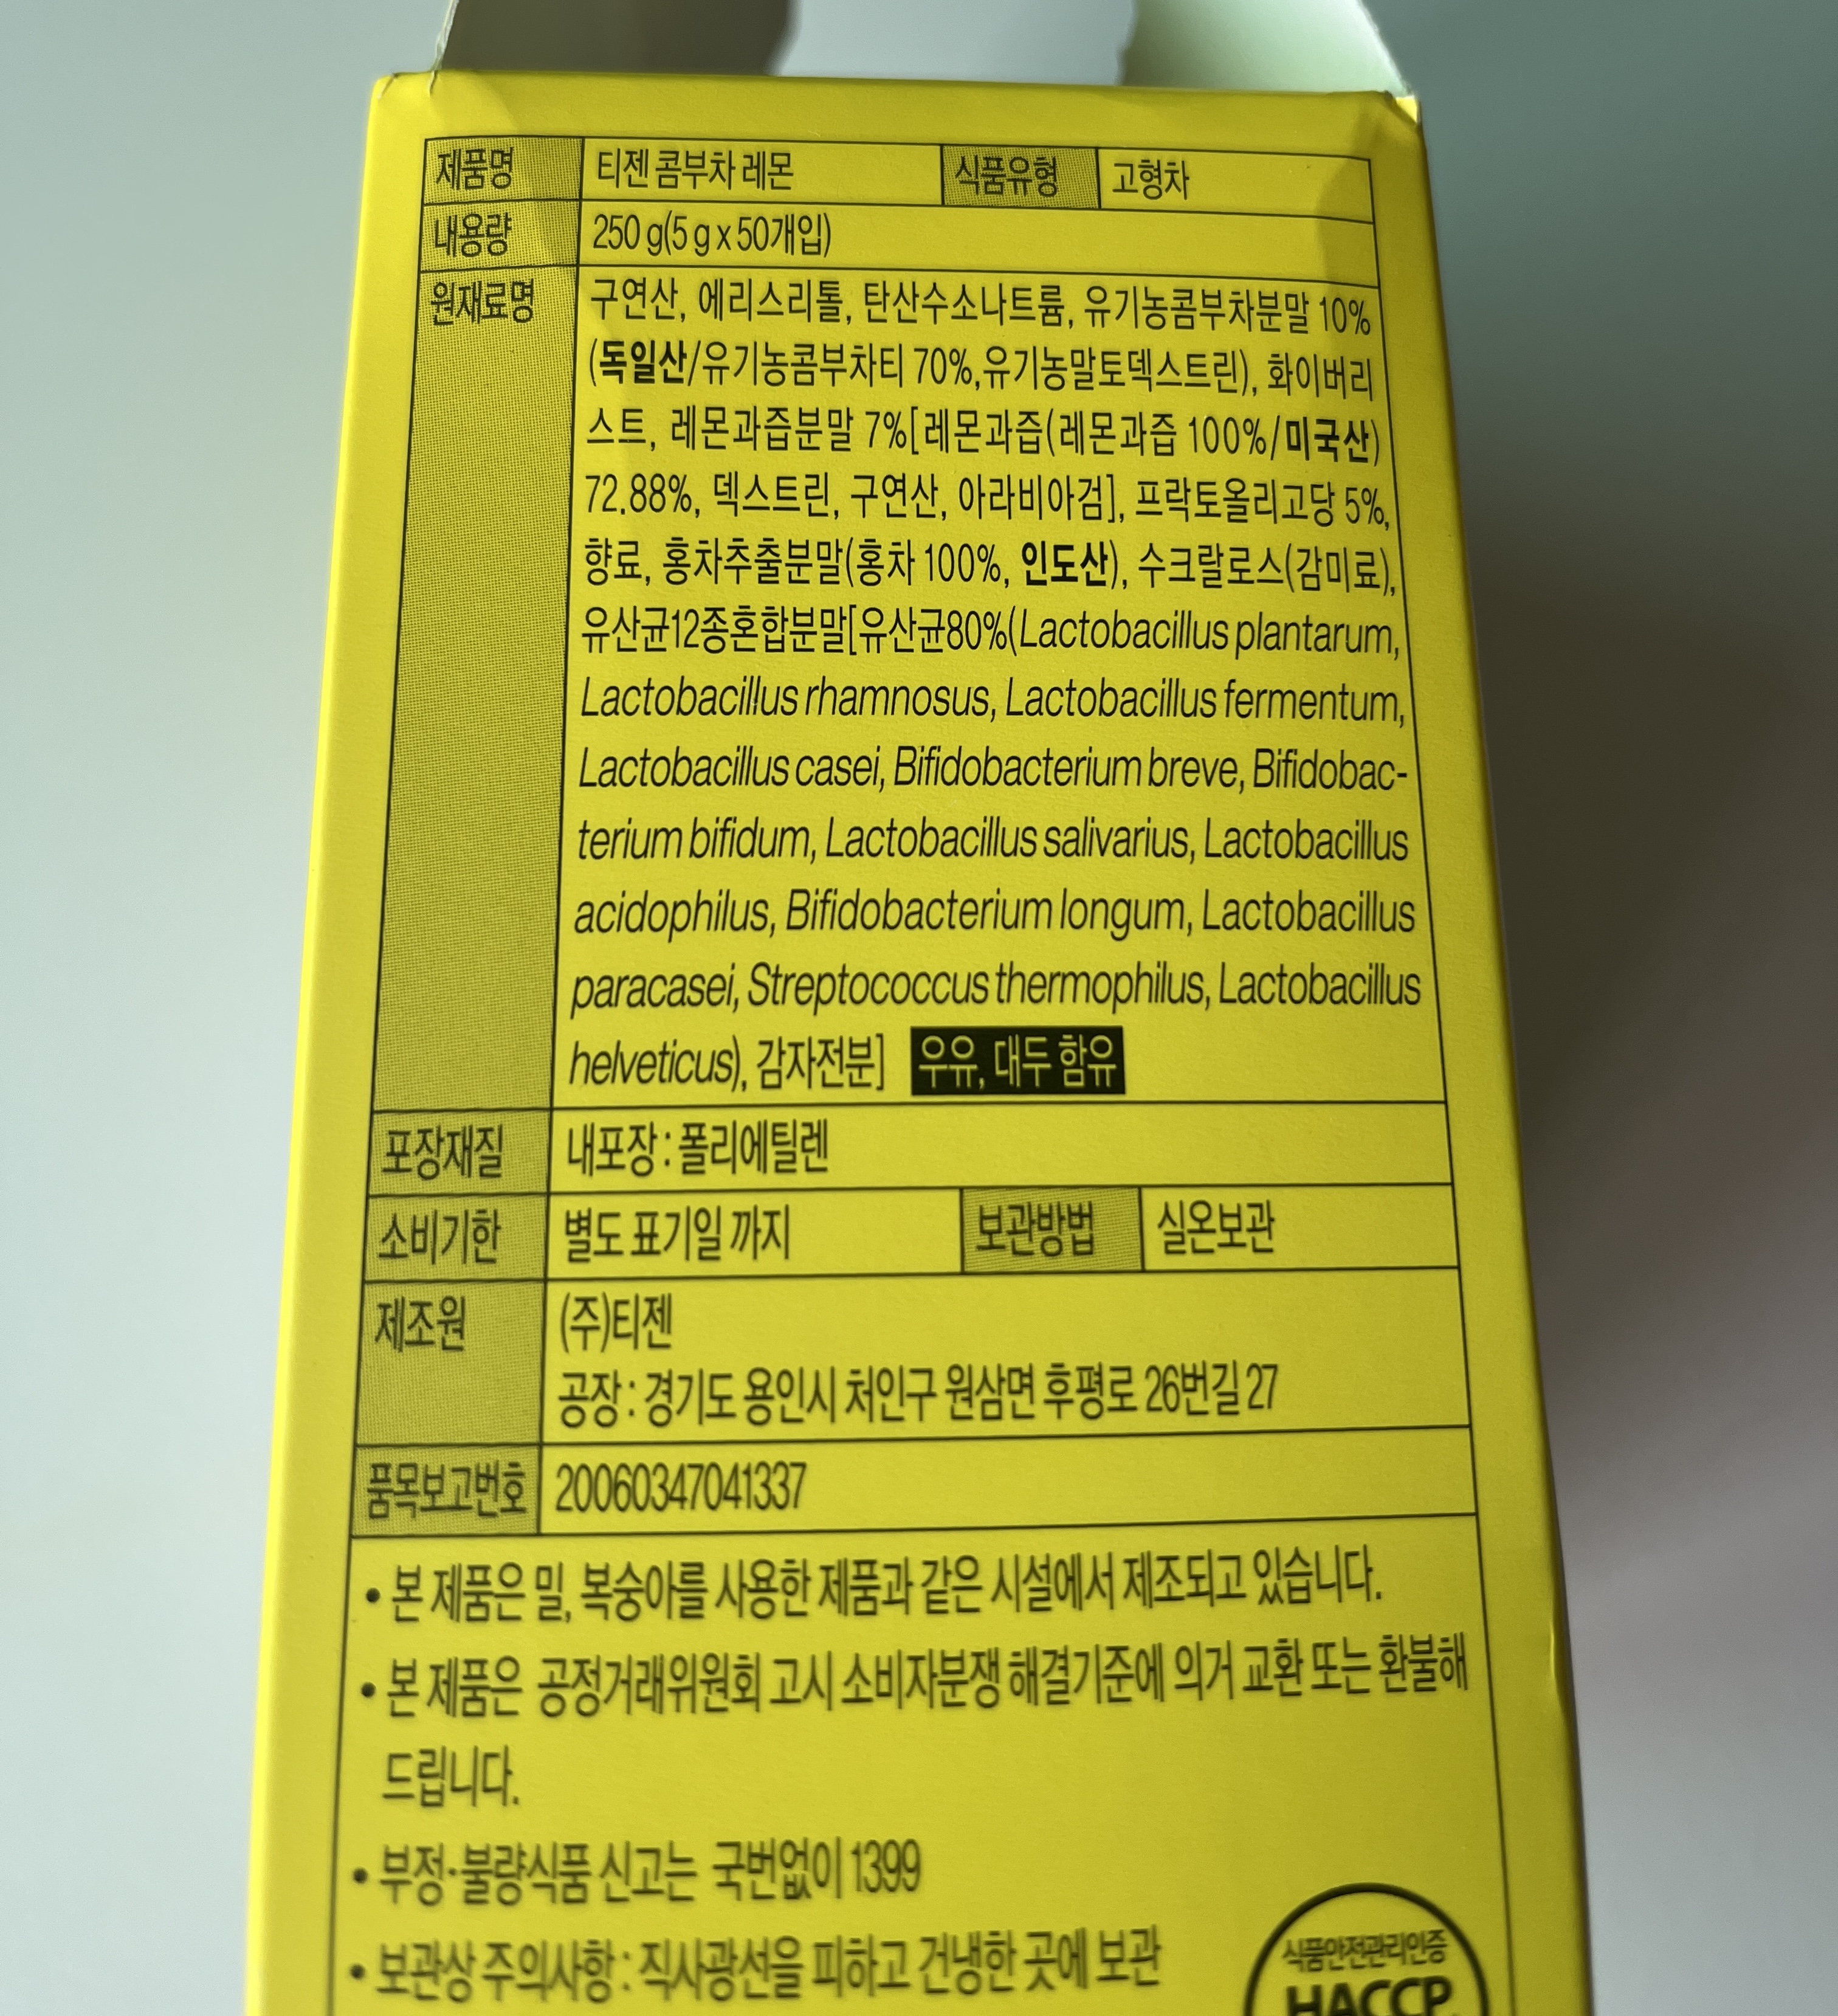 제품명 티젠 콤부차 레몬 식품유형 고형차
내용량 250 g(5 g x 50개입)
원재료명 구연산, 에리스리톨, 탄산수소나트륨, 유기농콤부차분말 10%
(독일산/유기농콤부차티 70%,유기농말토덱스트린), 화이버리
스트, 레몬과즙분말 7%[레몬과즙(레몬과즙 100%/미국산)
72.88%, 덱스트린, 구연산, 아라비아검], 프락토올리고당 5%,
향료, 홍차추출분말(홍차 100%, 인도산), 수크랄로스(감미료),
유산균12종혼합분말[유산균80%(Lactobacillus plantarum,
Lactobacillus rhamnosus, Lactobacillus fermentum,
Lactobacillus casei, Bifidobacterium breve, Bifidobac-
terium bifidum, Lactobacillus salivarius, Lactobacillus
acidophilus, Bifidobacterium longum, Lactobacillus
paracasei, Streptococcus thermophilus, Lactobacillus
helveticus), 감자전분] 우유, 대두 함유
포장재질 내포장 : 폴리에틸렌
소비기한 별도 표기일 까지 보관방법 실온보관
제조원 (주)티젠
공장 : 경기도 용인시 처인구 원삼면 후평로 26번길 27
품목보고번호 20060347041337
• 본 제품은 밀, 복숭아를 사용한 제품과 같은 시설에서 제조되고 있습니다.
• 본 제품은 공정거래위원회 고시 소비자분쟁 해결기준에 의거 교환 또는 환불해
드립니다.
• 부정·불량식품 신고는 국번없이 1399
• 보관상 주의사항 : 직사광선을 피하고 건냉한 곳에 보관
식품안전관리인증
HACCP